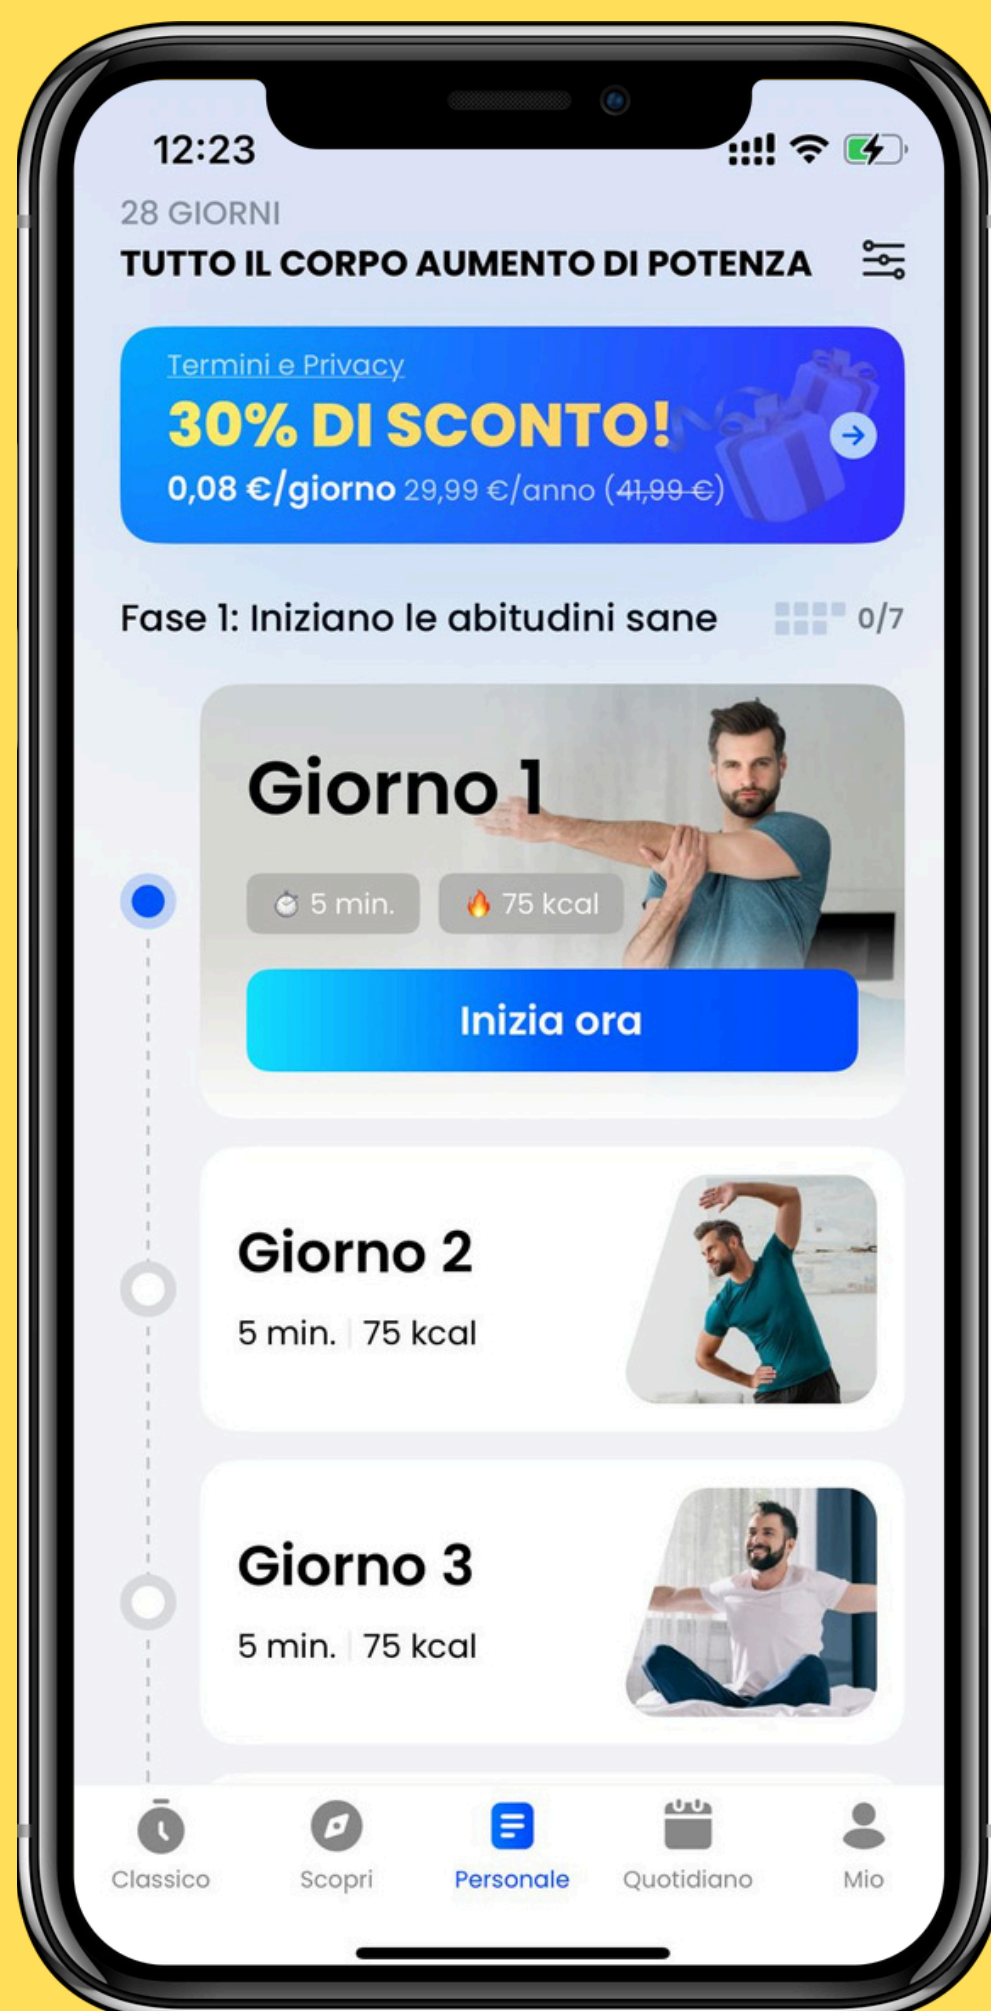 12:23
28 GIORNI
TUTTO IL CORPO AUMENTO DI POTENZA
Termini e Privacy
30% DI SCONTO!
0,08 €/giorno 29,99 €/anno (41,99 €)
Fase 1: Iniziano le abitudini sane 0/7
Giorno 1
5 min. 75 kcal
Inizia ora
Giorno 2
5 min. 75 kcal
Giorno 3
5 min. 75 kcal
Classico Scopri Personale Quotidiano Mio